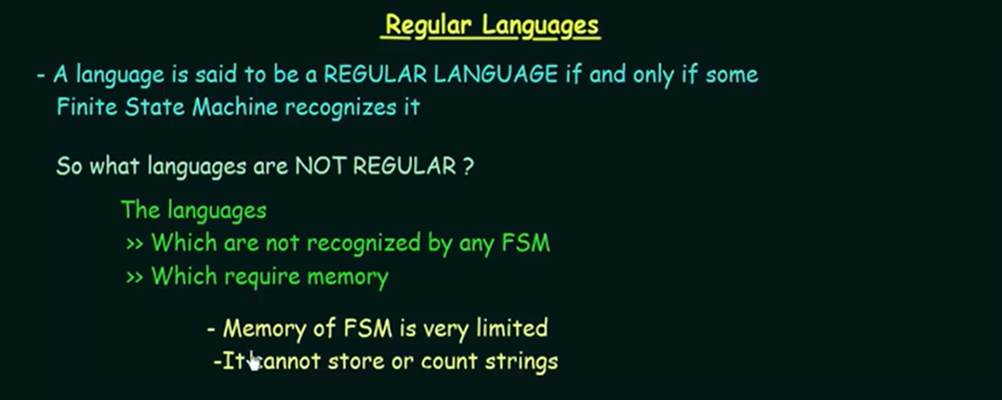 Regular Languages
- A language is said to be a REGULAR LANGUAGE if and only if some
Finite State Machine recognizes it
So what languages are NOT REGULAR ?
The languages
>> Which are not recognized by any FSM
>> Which require memory
- Memory of FSM is very limited
-It cannot store or count strings